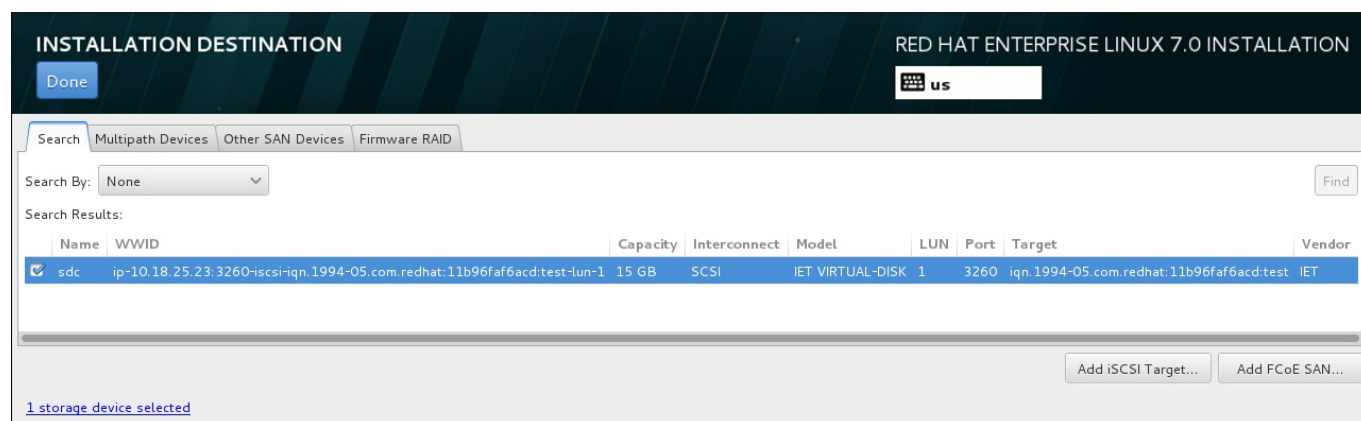 INSTALLATION DESTINATION
RED HAT ENTERPRISE LINUX 7.0 INSTALLATION
Done
us
Search Multipath Devices Other SAN Devices Firmware RAID
Search By: None Find
Search Results:
Name WWID Capacity Interconnect Model LUN Port Target Vendor
sdc ip-10.18.25.23:3260-iscsi-iqn.1994-05.com.redhat:11b96faf6acd:test-lun-1 15 GB SCSI IET VIRTUAL-DISK 1 3260 iqn.1994-05.com.redhat:11b96faf6acd:test IET
Add iSCSI Target... Add FCoE SAN...
1 storage device selected